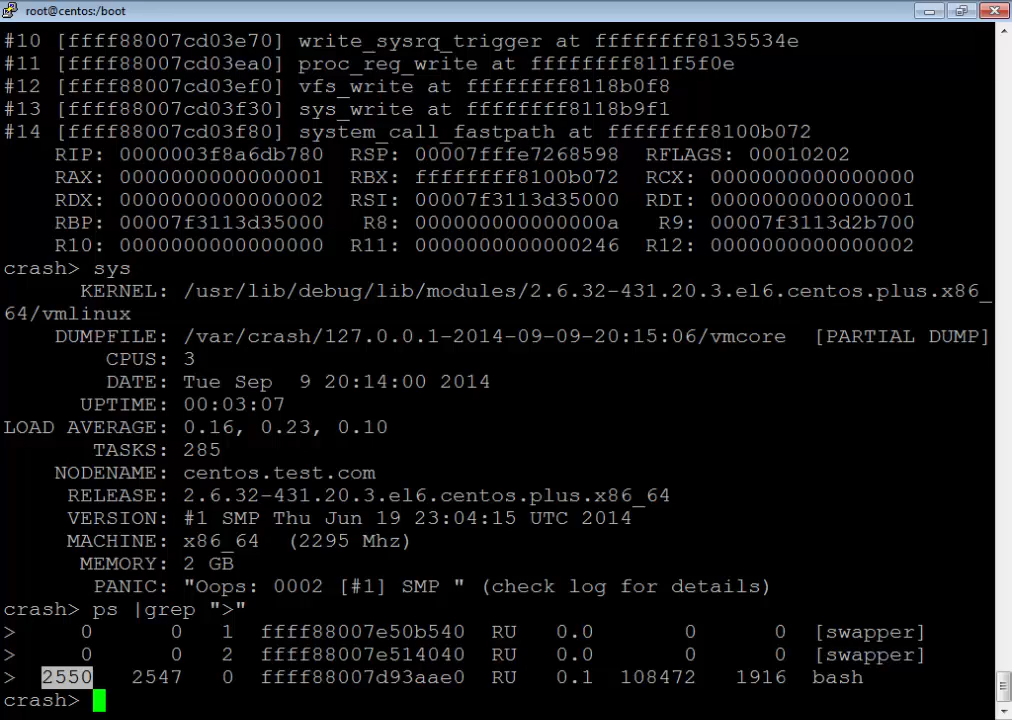 root@centos:/boot
#10 [ffff88007cd03e70] write_sysrq_trigger at ffffffff8135534e
#11 [ffff88007cd03ea0] proc_reg_write at ffffffff811f5f0e
#12 [ffff88007cd03ef0] vfs_write at ffffffff8118b0f8
#13 [ffff88007cd03f30] sys_write at ffffffff8118b9f1
#14 [ffff88007cd03f80] system_call_fastpath at ffffffff8100b072
RIP: 0000003f8a6db780 RSP: 00007fffe7268598 RFLAGS: 00010202
RAX: 0000000000000001 RBX: ffffffff8100b072 RCX: 0000000000000000
RDX: 0000000000000002 RSI: 00007f3113d35000 RDI: 0000000000000001
RBP: 00007f3113d35000 R8: 000000000000000a R9: 00007f3113d2b700
R10: 0000000000000000 R11: 0000000000000246 R12: 0000000000000002
crash> sys
KERNEL: /usr/lib/debug/lib/modules/2.6.32-431.20.3.el6.centos.plus.x86_
64/vmlinux
DUMPFILE: /var/crash/127.0.0.1-2014-09-09-20:15:06/vmcore [PARTIAL DUMP]
CPUS: 3
DATE: Tue Sep 9 20:14:00 2014
UPTIME: 00:03:07
LOAD AVERAGE: 0.16, 0.23, 0.10
TASKS: 285
NODENAME: centos.test.com
RELEASE: 2.6.32-431.20.3.el6.centos.plus.x86_64
VERSION: #1 SMP Thu Jun 19 23:04:15 UTC 2014
MACHINE: x86_64 (2295 Mhz)
MEMORY: 2 GB
PANIC: "Oops: 0002 [#1] SMP " (check log for details)
crash> ps |grep ">"
> 0 0 1 ffff88007e50b540 RU 0.0 0 0 [swapper]
> 0 0 2 ffff88007e514040 RU 0.0 0 0 [swapper]
> 2550 2547 0 ffff88007d93aae0 RU 0.1 108472 1916 bash
crash>